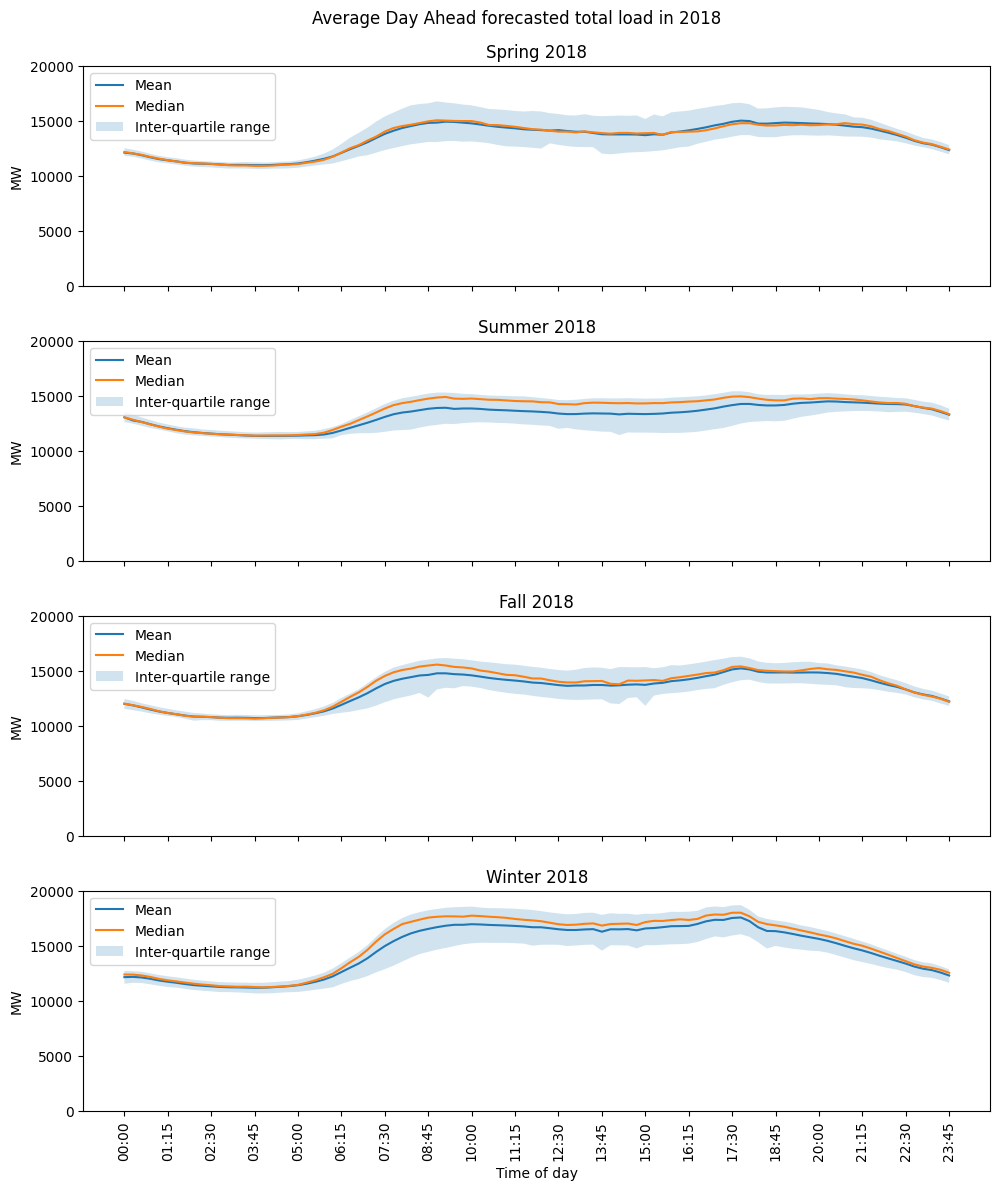 Average Day Ahead forecasted total load in 2018
Spring 2018
Mean
Median
Inter-quartile range
20000
15000
10000
5000
0
MW
Summer 2018
Mean
Median
Inter-quartile range
20000
15000
10000
5000
0
MW
Fall 2018
Mean
Median
Inter-quartile range
20000
15000
10000
5000
0
MW
Winter 2018
Mean
Median
Inter-quartile range
20000
15000
10000
5000
0
MW
00:00 01:15 02:30 03:45 05:00 06:15 07:30 08:45 10:00 11:15 12:30 13:45 15:00 16:15 17:30 18:45 20:00 21:15 22:30 23:45
Time of day